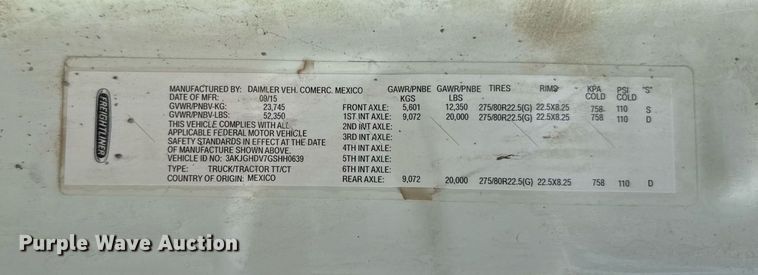 FREIGHTLINER
MANUFACTURED BY: DAIMLER VEH. COMERC. MEXICO
DATE OF MFR: 09/15
GVWR/PNBV-KG: 23,745
GVWR/PNBV-LBS: 52,350
THIS VEHICLE COMPLIES WITH ALL
APPLICABLE FEDERAL MOTOR VEHICLE
SAFETY STANDARDS IN EFFECT AT THE DATE
OF MANUFACTURE SHOWN ABOVE.
VEHICLE ID: 3AKJGHDV7GSHH0639
TYPE: TRUCK/TRACTOR TT/CT
COUNTRY OF ORIGIN: MEXICO
GAWR/PNBE GAWR/PNBE TIRES RIMS KPA PSI "S"
KGS LBS COLD COLD
FRONT AXLE: 5,601 12,350 275/80R22.5(G) 22.5X8.25 758 110 S
1ST INT AXLE: 9,072 20,000 275/80R22.5(G) 22.5X8.25 758 110 D
2ND INT AXLE:
3RD INT AXLE:
4TH INT AXLE:
5TH INT AXLE:
6TH INT AXLE:
REAR AXLE: 9,072 20,000 275/80R22.5(G) 22.5X8.25 758 110 D
Purple Wave Auction